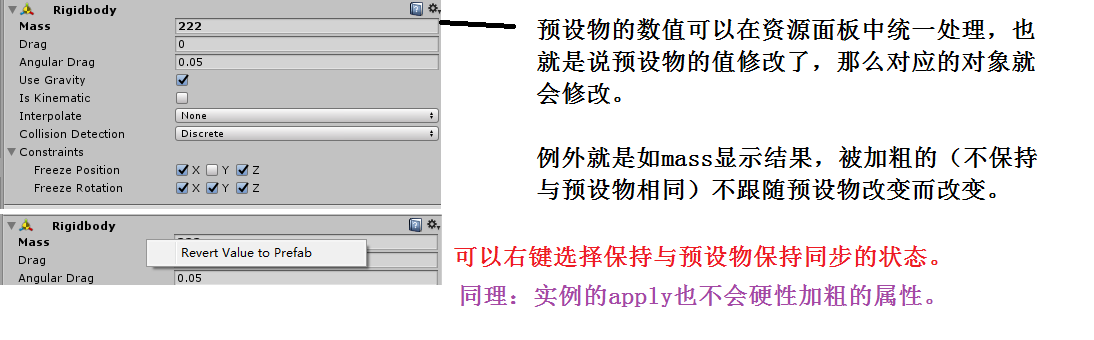 Rigidbody
Mass 222
Drag 0
Angular Drag 0.05
Use Gravity
Is Kinematic
Interpolate None
Collision Detection Discrete
Constraints
Freeze Position X Y Z
Freeze Rotation X Y Z
预设物的数值可以在资源面板中统一处理，也
就是说预设物的值修改了，那么对应的对象就
会修改。
例外就是如mass显示结果，被加粗的（不保持
与预设物相同）不跟随预设物改变而改变。
Rigidbody
Mass
Drag
Revert Value to Prefab
Angular Drag 0.05
可以右键选择保持与预设物保持同步的状态。
同理：实例的apply也不会硬性加粗的属性。